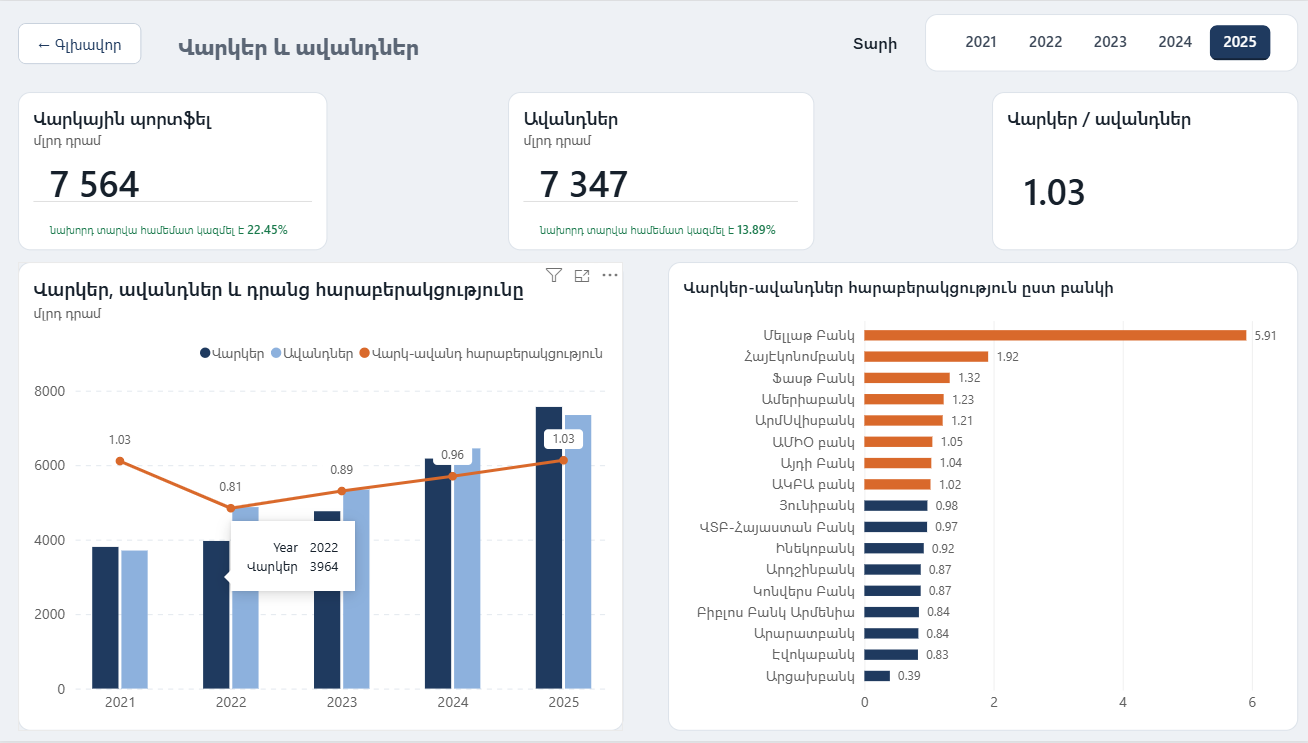 ← Գլխավոր
Վարկեր և ավանդներ
Տարի
2021 2022 2023 2024 2025
Վարկային պորտֆել
մլրդ դրամ
7 564
նախորդ տարվա համեմատ կազմել է 22.45%
Ավանդներ
մլրդ դրամ
7 347
նախորդ տարվա համեմատ կազմել է 13.89%
Վարկեր / ավանդներ
1.03
Վարկեր, ավանդներ և դրանց հարաբերակցությունը
մլրդ դրամ
Վարկեր Ավանդներ Վարկ-ավանդ հարաբերակցություն
8000
6000
4000
2000
0
1.03
0.81
0.89
0.96
1.03
Year 2022
Վարկեր 3964
2021 2022 2023 2024 2025
Վարկեր-ավանդներ հարաբերակցություն ըստ բանկի
Մելլաթ Բանկ 5.91
ՀայԷկոնոմբանկ 1.92
Ֆասթ Բանկ 1.32
Ամերիաբանկ 1.23
ԱրմՍվիսբանկ 1.21
ԱՄԻՕ բանկ 1.05
Այդի Բանկ 1.04
ԱԿԲԱ բանկ 1.02
Յունիբանկ 0.98
ՎՏԲ-Հայաստան Բանկ 0.97
Ինեկոբանկ 0.92
Արդշինբանկ 0.87
Կոնվերս Բանկ 0.87
Բիբլոս Բանկ Արմենիա 0.84
Արարատբանկ 0.84
Էվոկաբանկ 0.83
Արցախբանկ 0.39
0 2 4 6